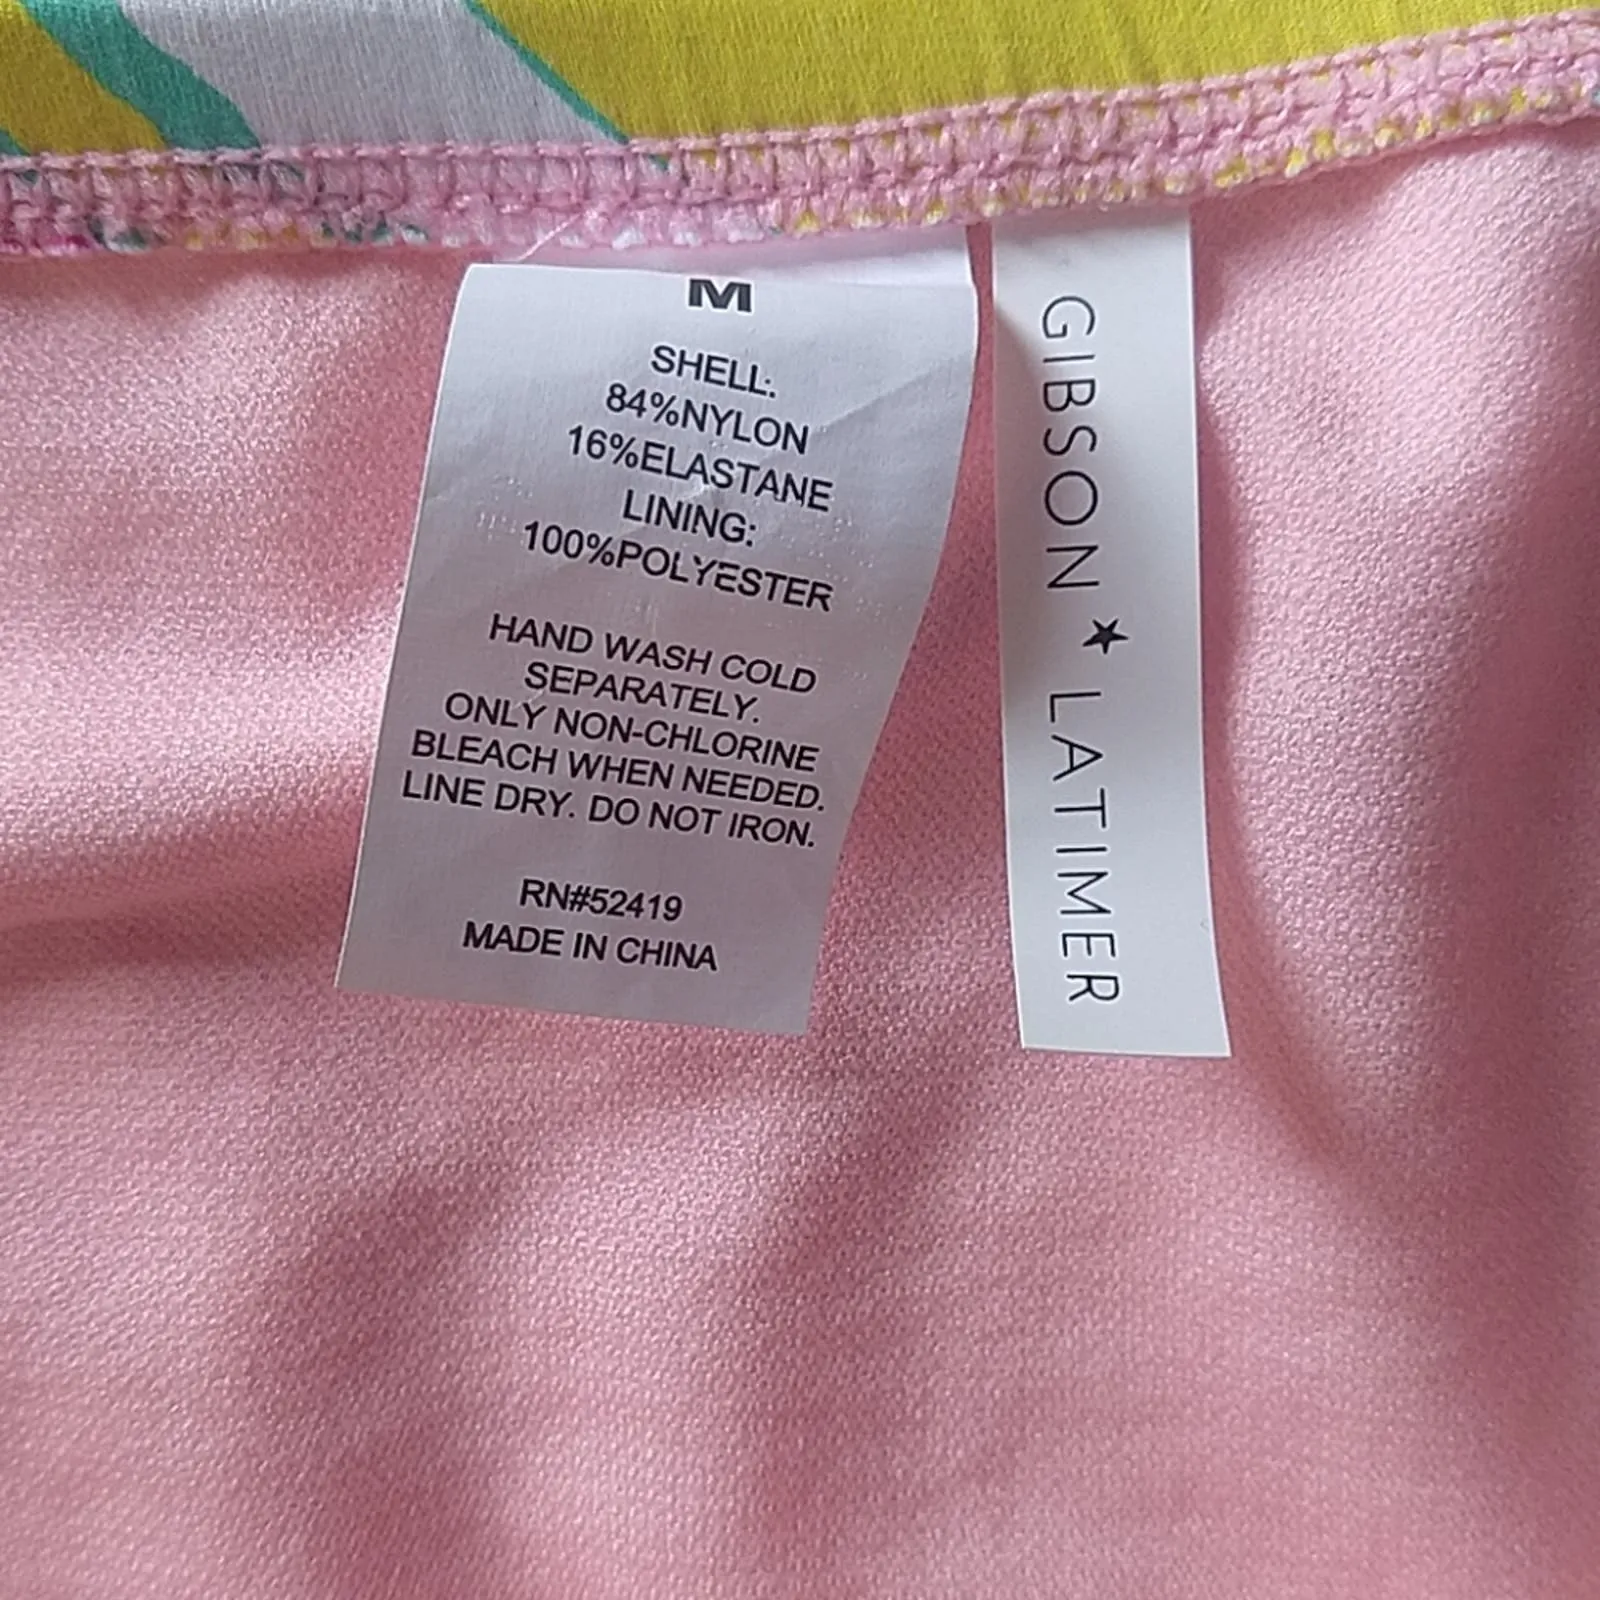 M
SHELL:
84%NYLON
16%ELASTANE
LINING:
100%POLYESTER
HAND WASH COLD
SEPARATELY.
ONLY NON-CHLORINE
BLEACH WHEN NEEDED.
LINE DRY. DO NOT IRON.
RN#52419
MADE IN CHINA
GIBSON ★ LATIMER